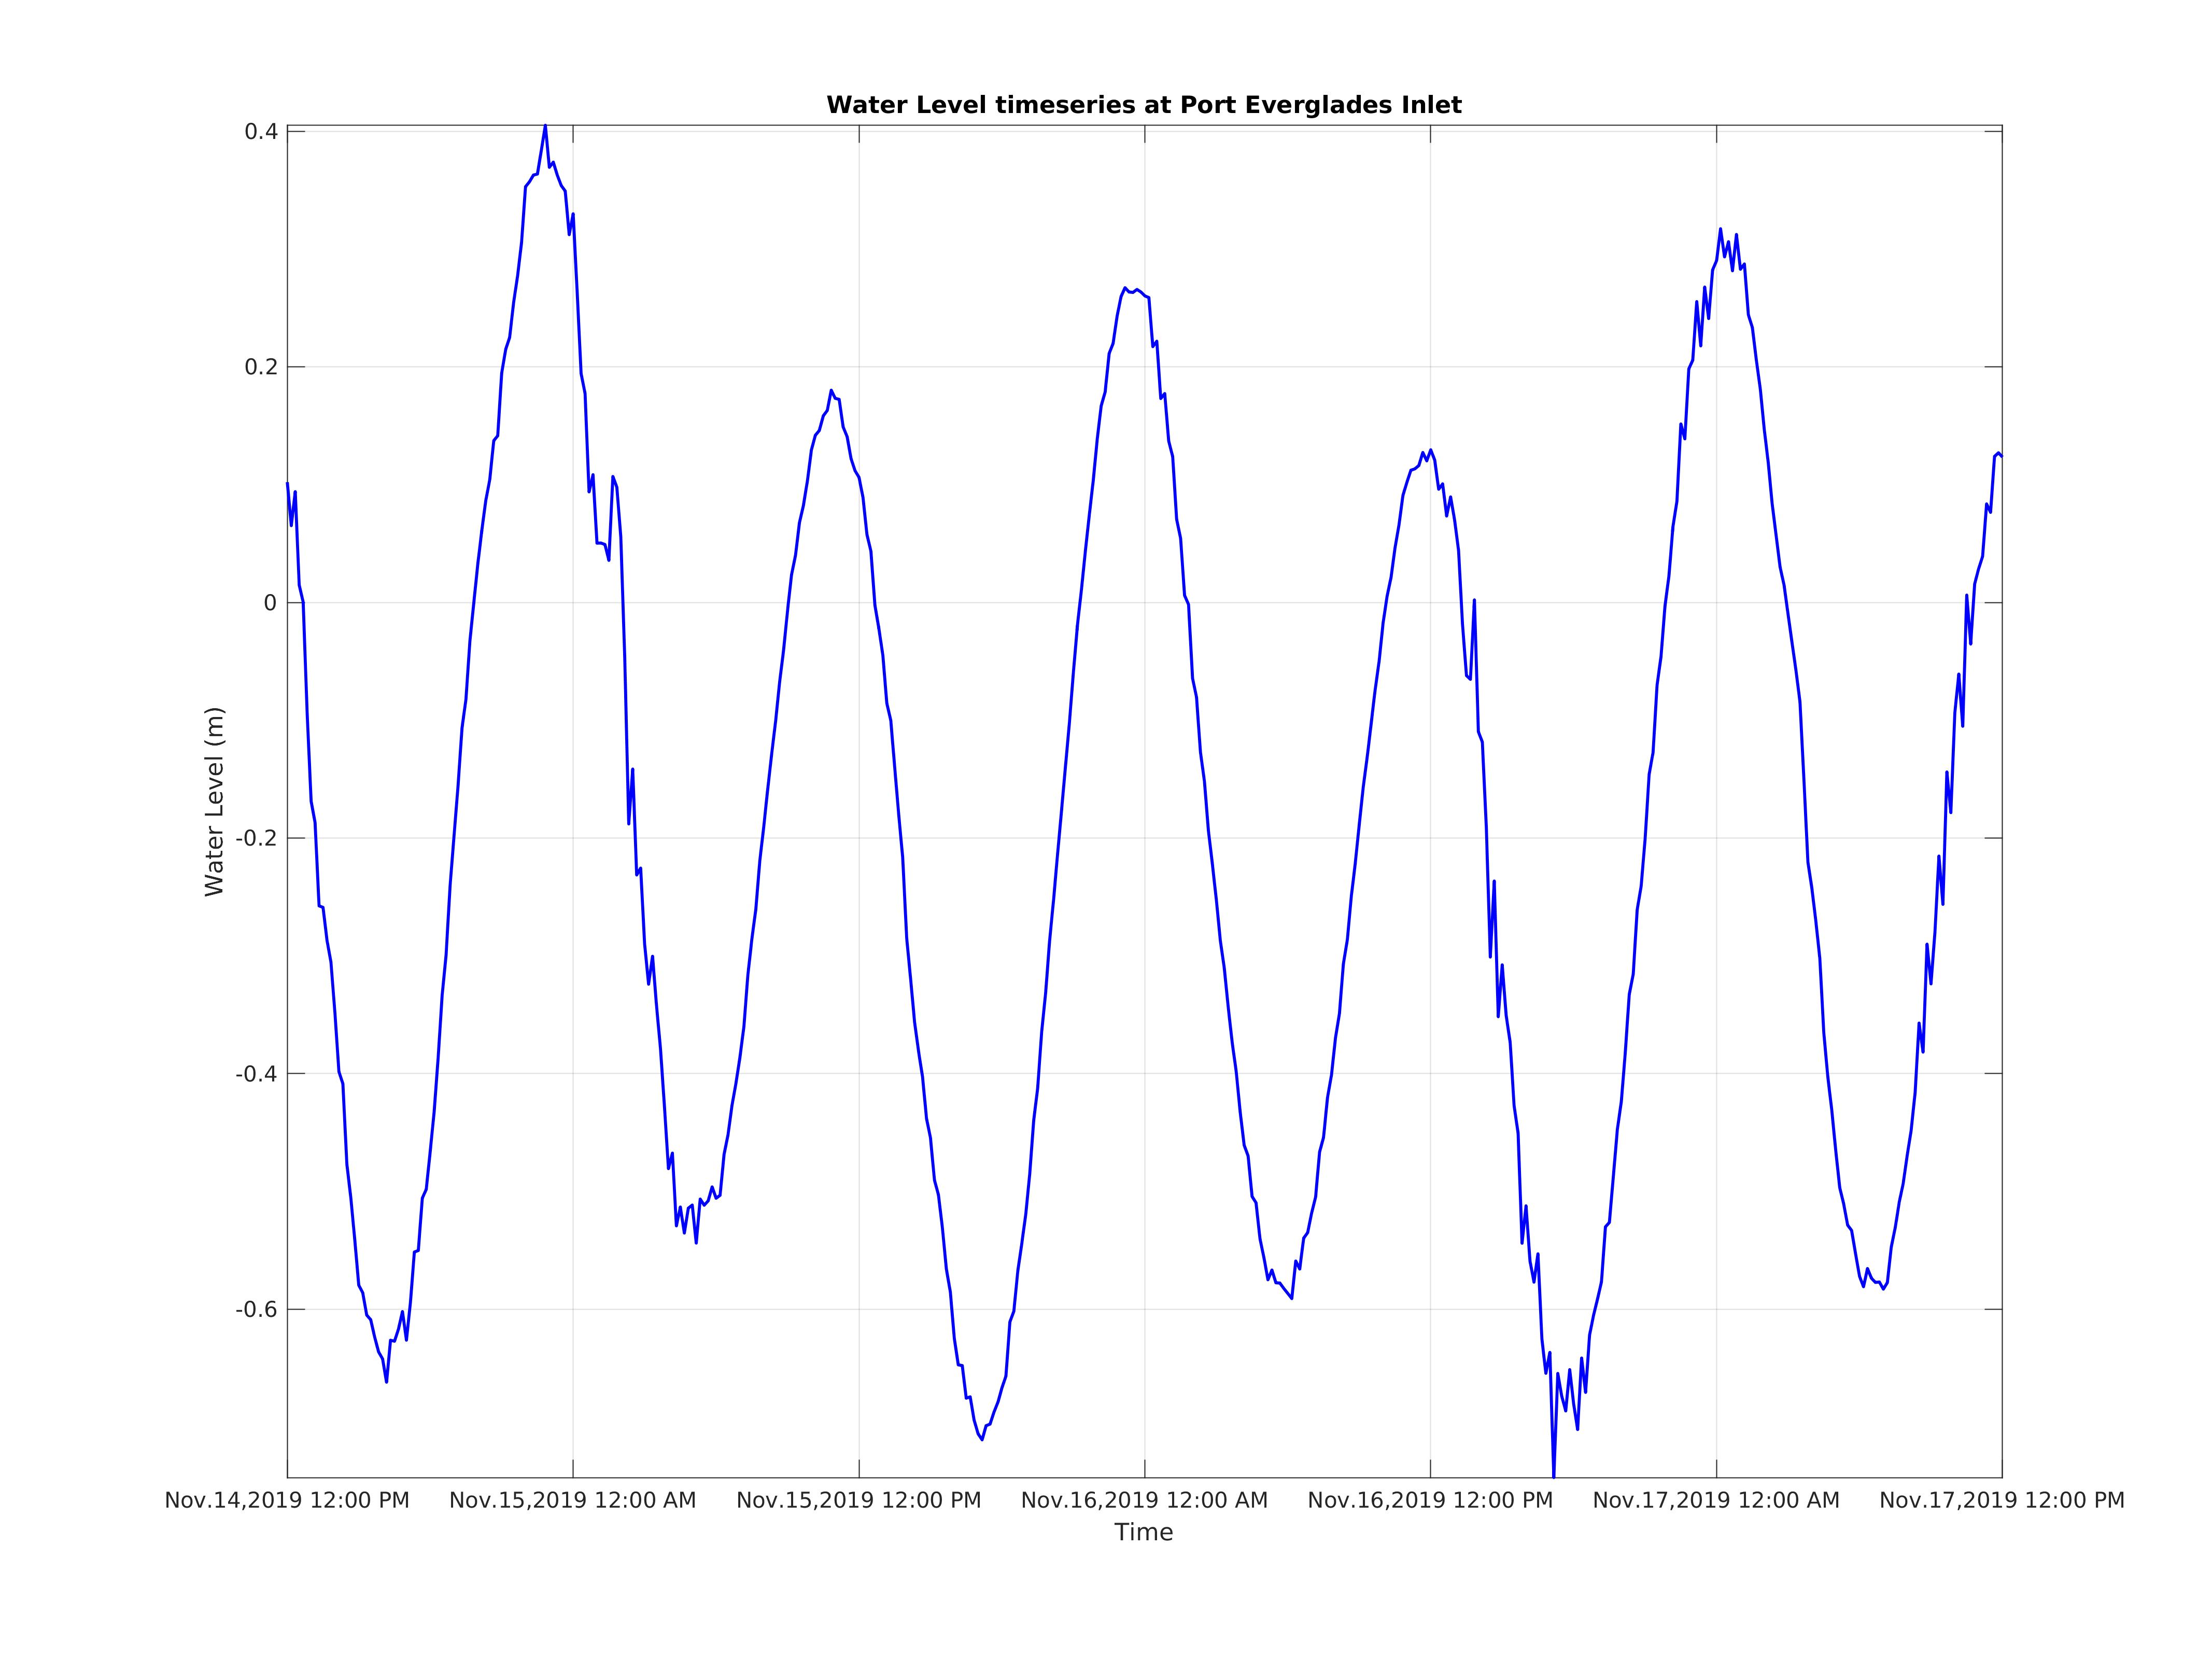 Water Level timeseries at Port Everglades Inlet
0.4
0.2
0
-0.2
-0.4
-0.6
Water Level (m)
Nov.14,2019 12:00 PM Nov.15,2019 12:00 AM Nov.15,2019 12:00 PM Nov.16,2019 12:00 AM Nov.16,2019 12:00 PM Nov.17,2019 12:00 AM Nov.17,2019 12:00 PM
Time